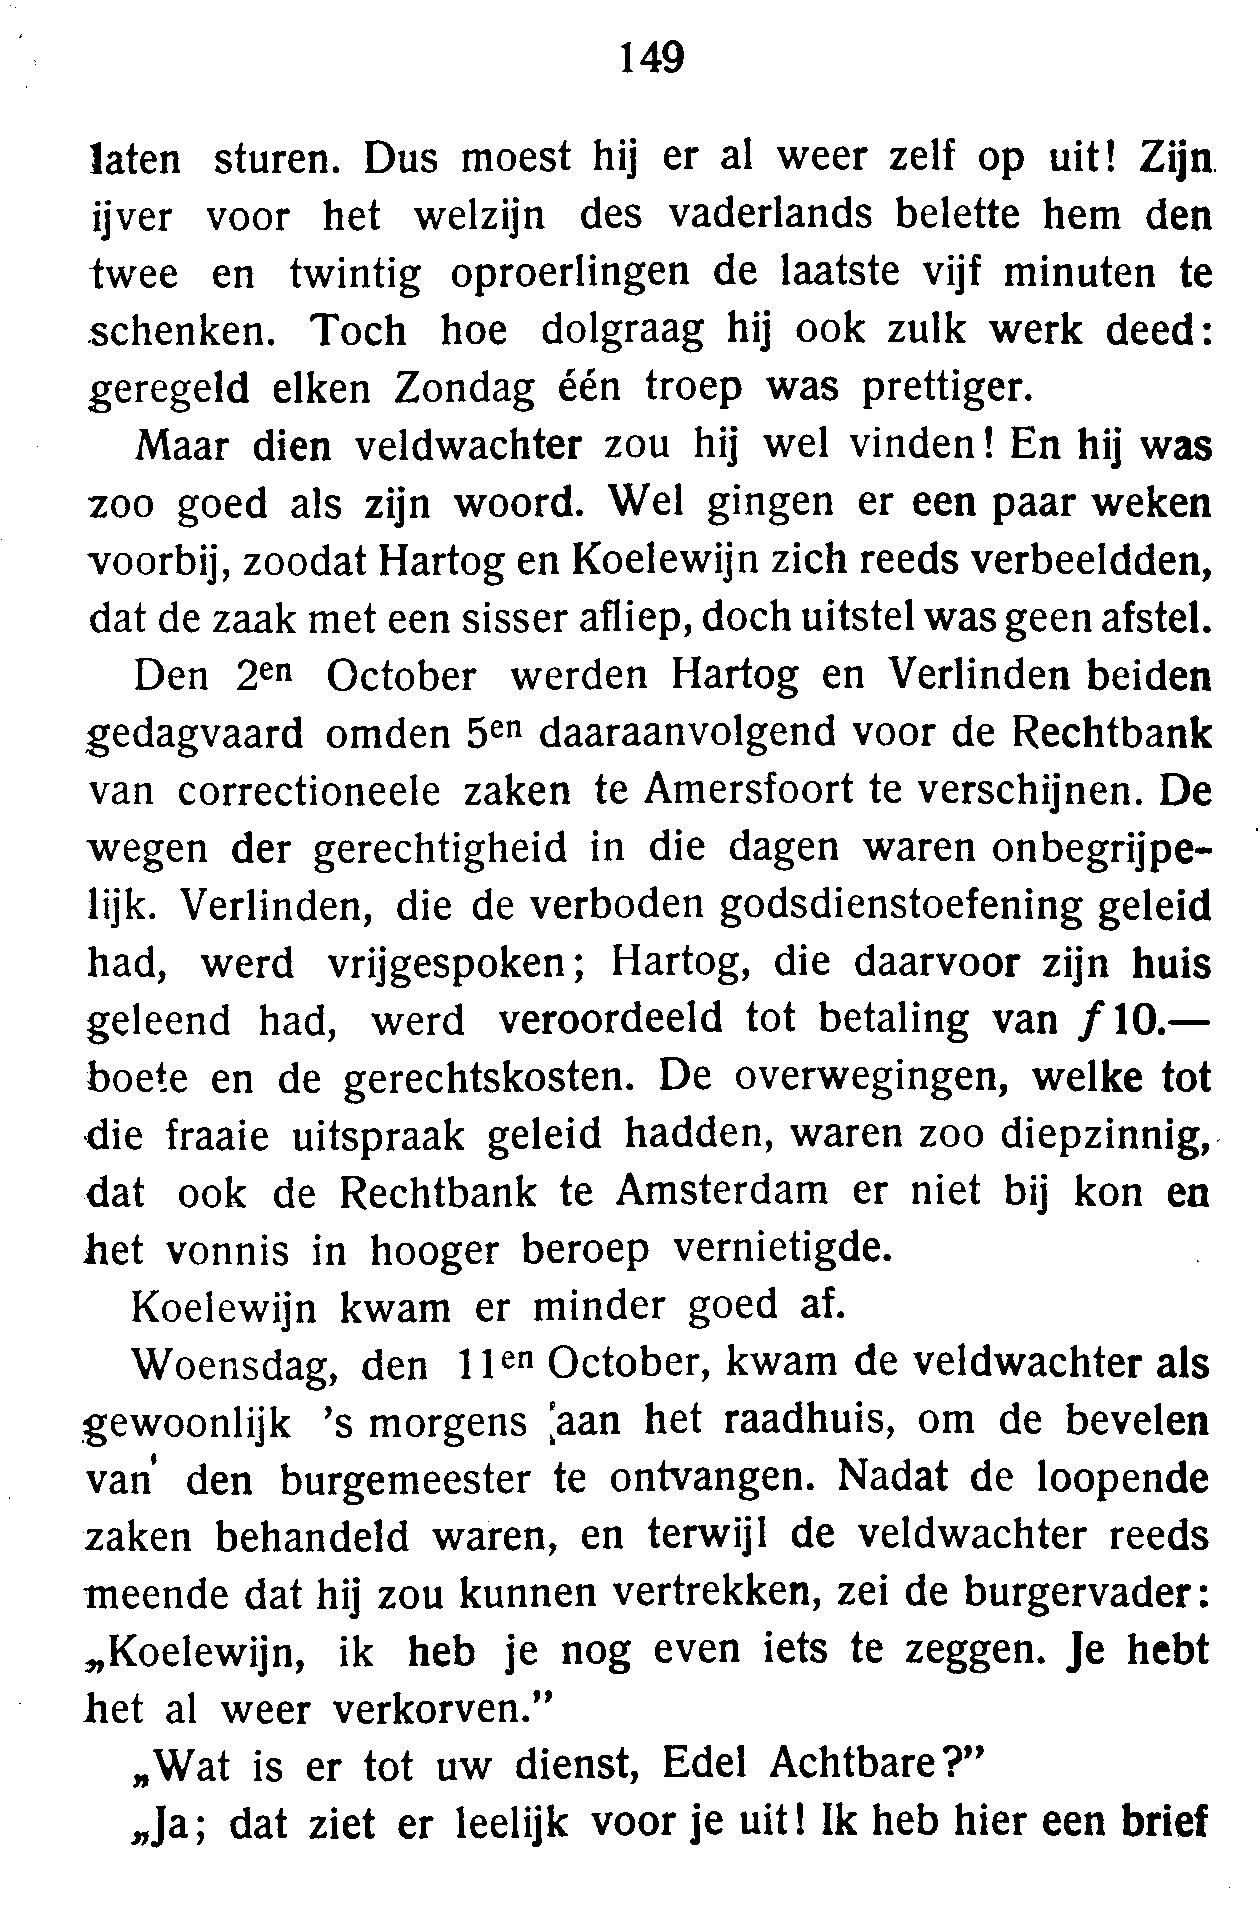 149
laten sturen. Dus moest hij er al weer zelf op uit! Zijn
ijver voor het welzijn des vaderlands belette hem den
twee en twintig oproerlingen de laatste vijf minuten te
schenken. Toch hoe dolgraag hij ook zulk werk deed:
geregeld elken Zondag één troep was prettiger.
Maar dien veldwachter zou hij wel vinden! En hij was
zoo goed als zijn woord. Wel gingen er een paar weken
voorbij, zoodat Hartog en Koelewijn zich reeds verbeeldden,
dat de zaak met een sisser afliep, doch uitstel was geen afstel.
Den 2en October werden Hartog en Verlinden beiden
gedagvaard omden 5en daaraanvolgend voor de Rechtbank
van correctioneele zaken te Amersfoort te verschijnen. De
wegen der gerechtigheid in die dagen waren onbegrijpe-
lijk. Verlinden, die de verboden godsdienstoefening geleid
had, werd vrijgespoken; Hartog, die daarvoor zijn huis
geleend had, werd veroordeeld tot betaling van f 10.—
boete en de gerechtskosten. De overwegingen, welke tot
die fraaie uitspraak geleid hadden, waren zoo diepzinnig,
dat ook de Rechtbank te Amsterdam er niet bij kon en
het vonnis in hooger beroep vernietigde.
Koelewijn kwam er minder goed af.
Woensdag, den 11en October, kwam de veldwachter als
gewoonlijk 's morgens aan het raadhuis, om de bevelen
van den burgemeester te ontvangen. Nadat de loopende
zaken behandeld waren, en terwijl de veldwachter reeds
meende dat hij zou kunnen vertrekken, zei de burgervader:
„Koelewijn, ik heb je nog even iets te zeggen. Je hebt
het al weer verkorven.”
„Wat is er tot uw dienst, Edel Achtbare?”
„Ja; dat ziet er leelijk voor je uit! Ik heb hier een brief